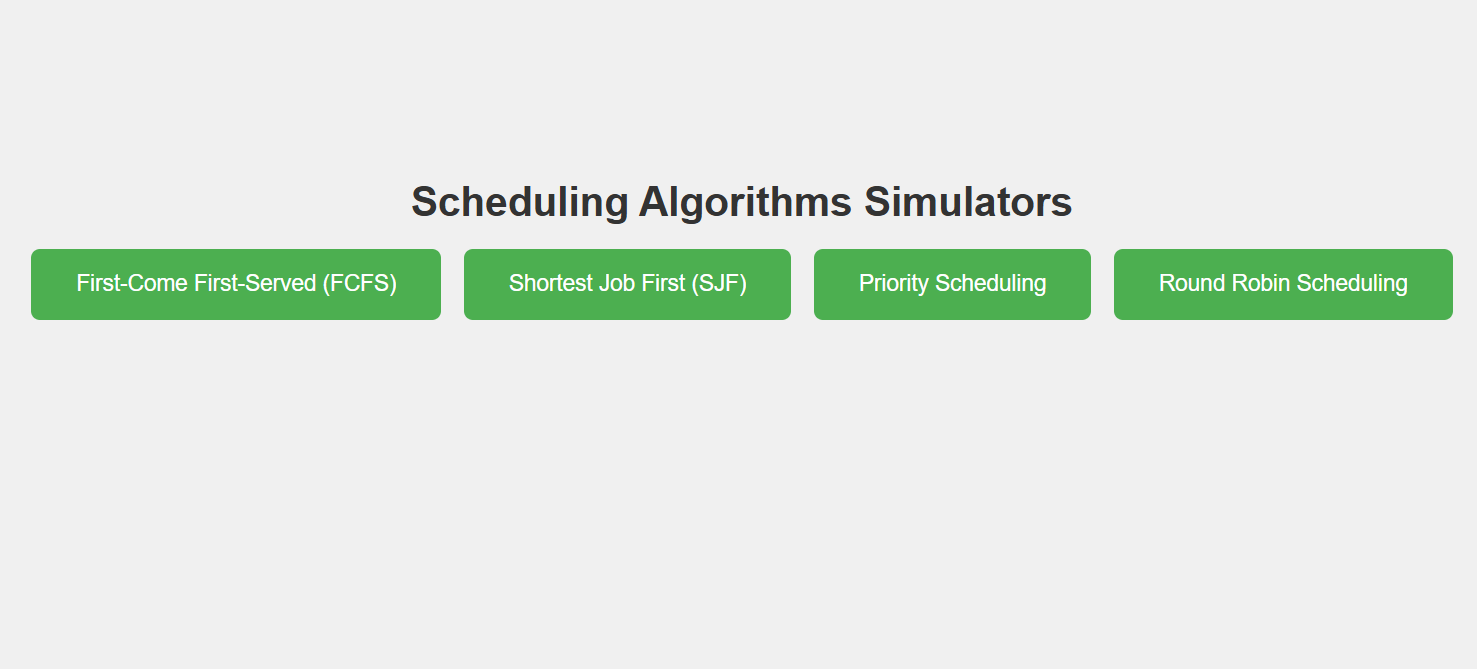 Scheduling Algorithms Simulators
First-Come First-Served (FCFS)
Shortest Job First (SJF)
Priority Scheduling
Round Robin Scheduling